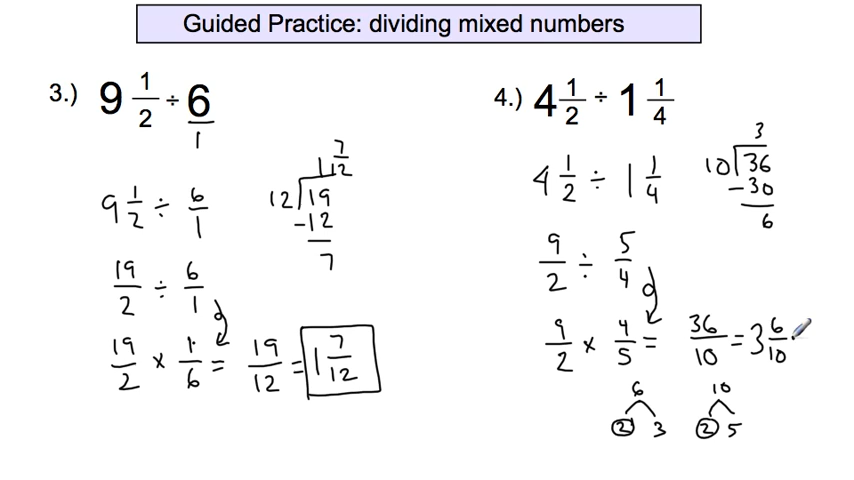 Guided Practice: dividing mixed numbers
3.) 9 1/2 ÷ 6/1
9 1/2 ÷ 6/1
19/2 ÷ 6/1
19/2 × 1/6 = 19/12 = 1 7/12
1 7/12
12 19
-12
7
4.) 4 1/2 ÷ 1 1/4
4 1/2 ÷ 1 1/4
9/2 ÷ 5/4
9/2 × 4/5 = 36/10 = 3 6/10
3
10 36
-30
6
6 10
2 3 2 5